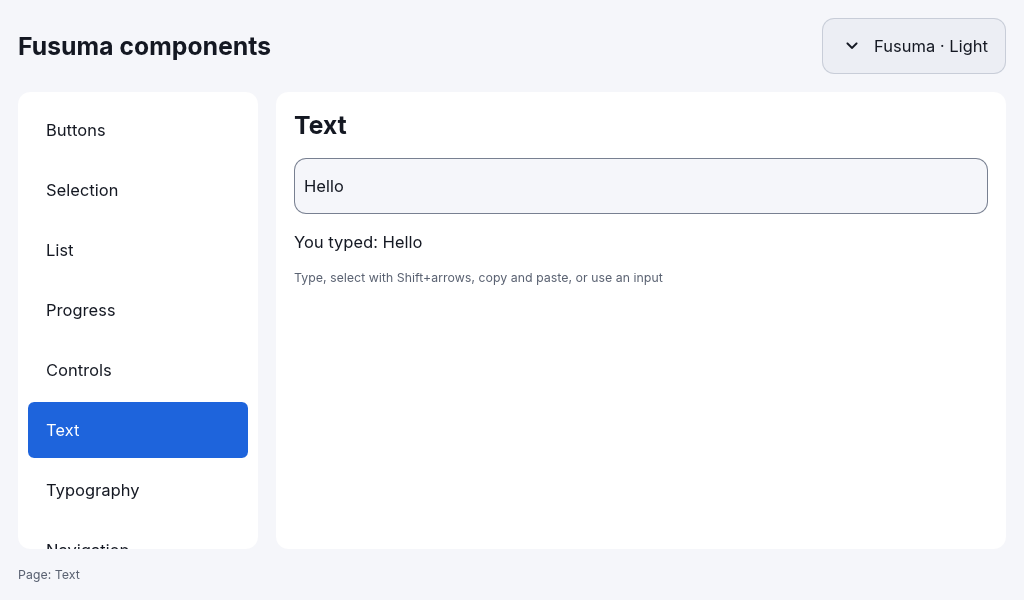 Fusuma components
Fusuma · Light
Buttons
Selection
List
Progress
Controls
Text
Typography
Navigation
Text
Hello
You typed: Hello
Type, select with Shift+arrows, copy and paste, or use an input
Page: Text